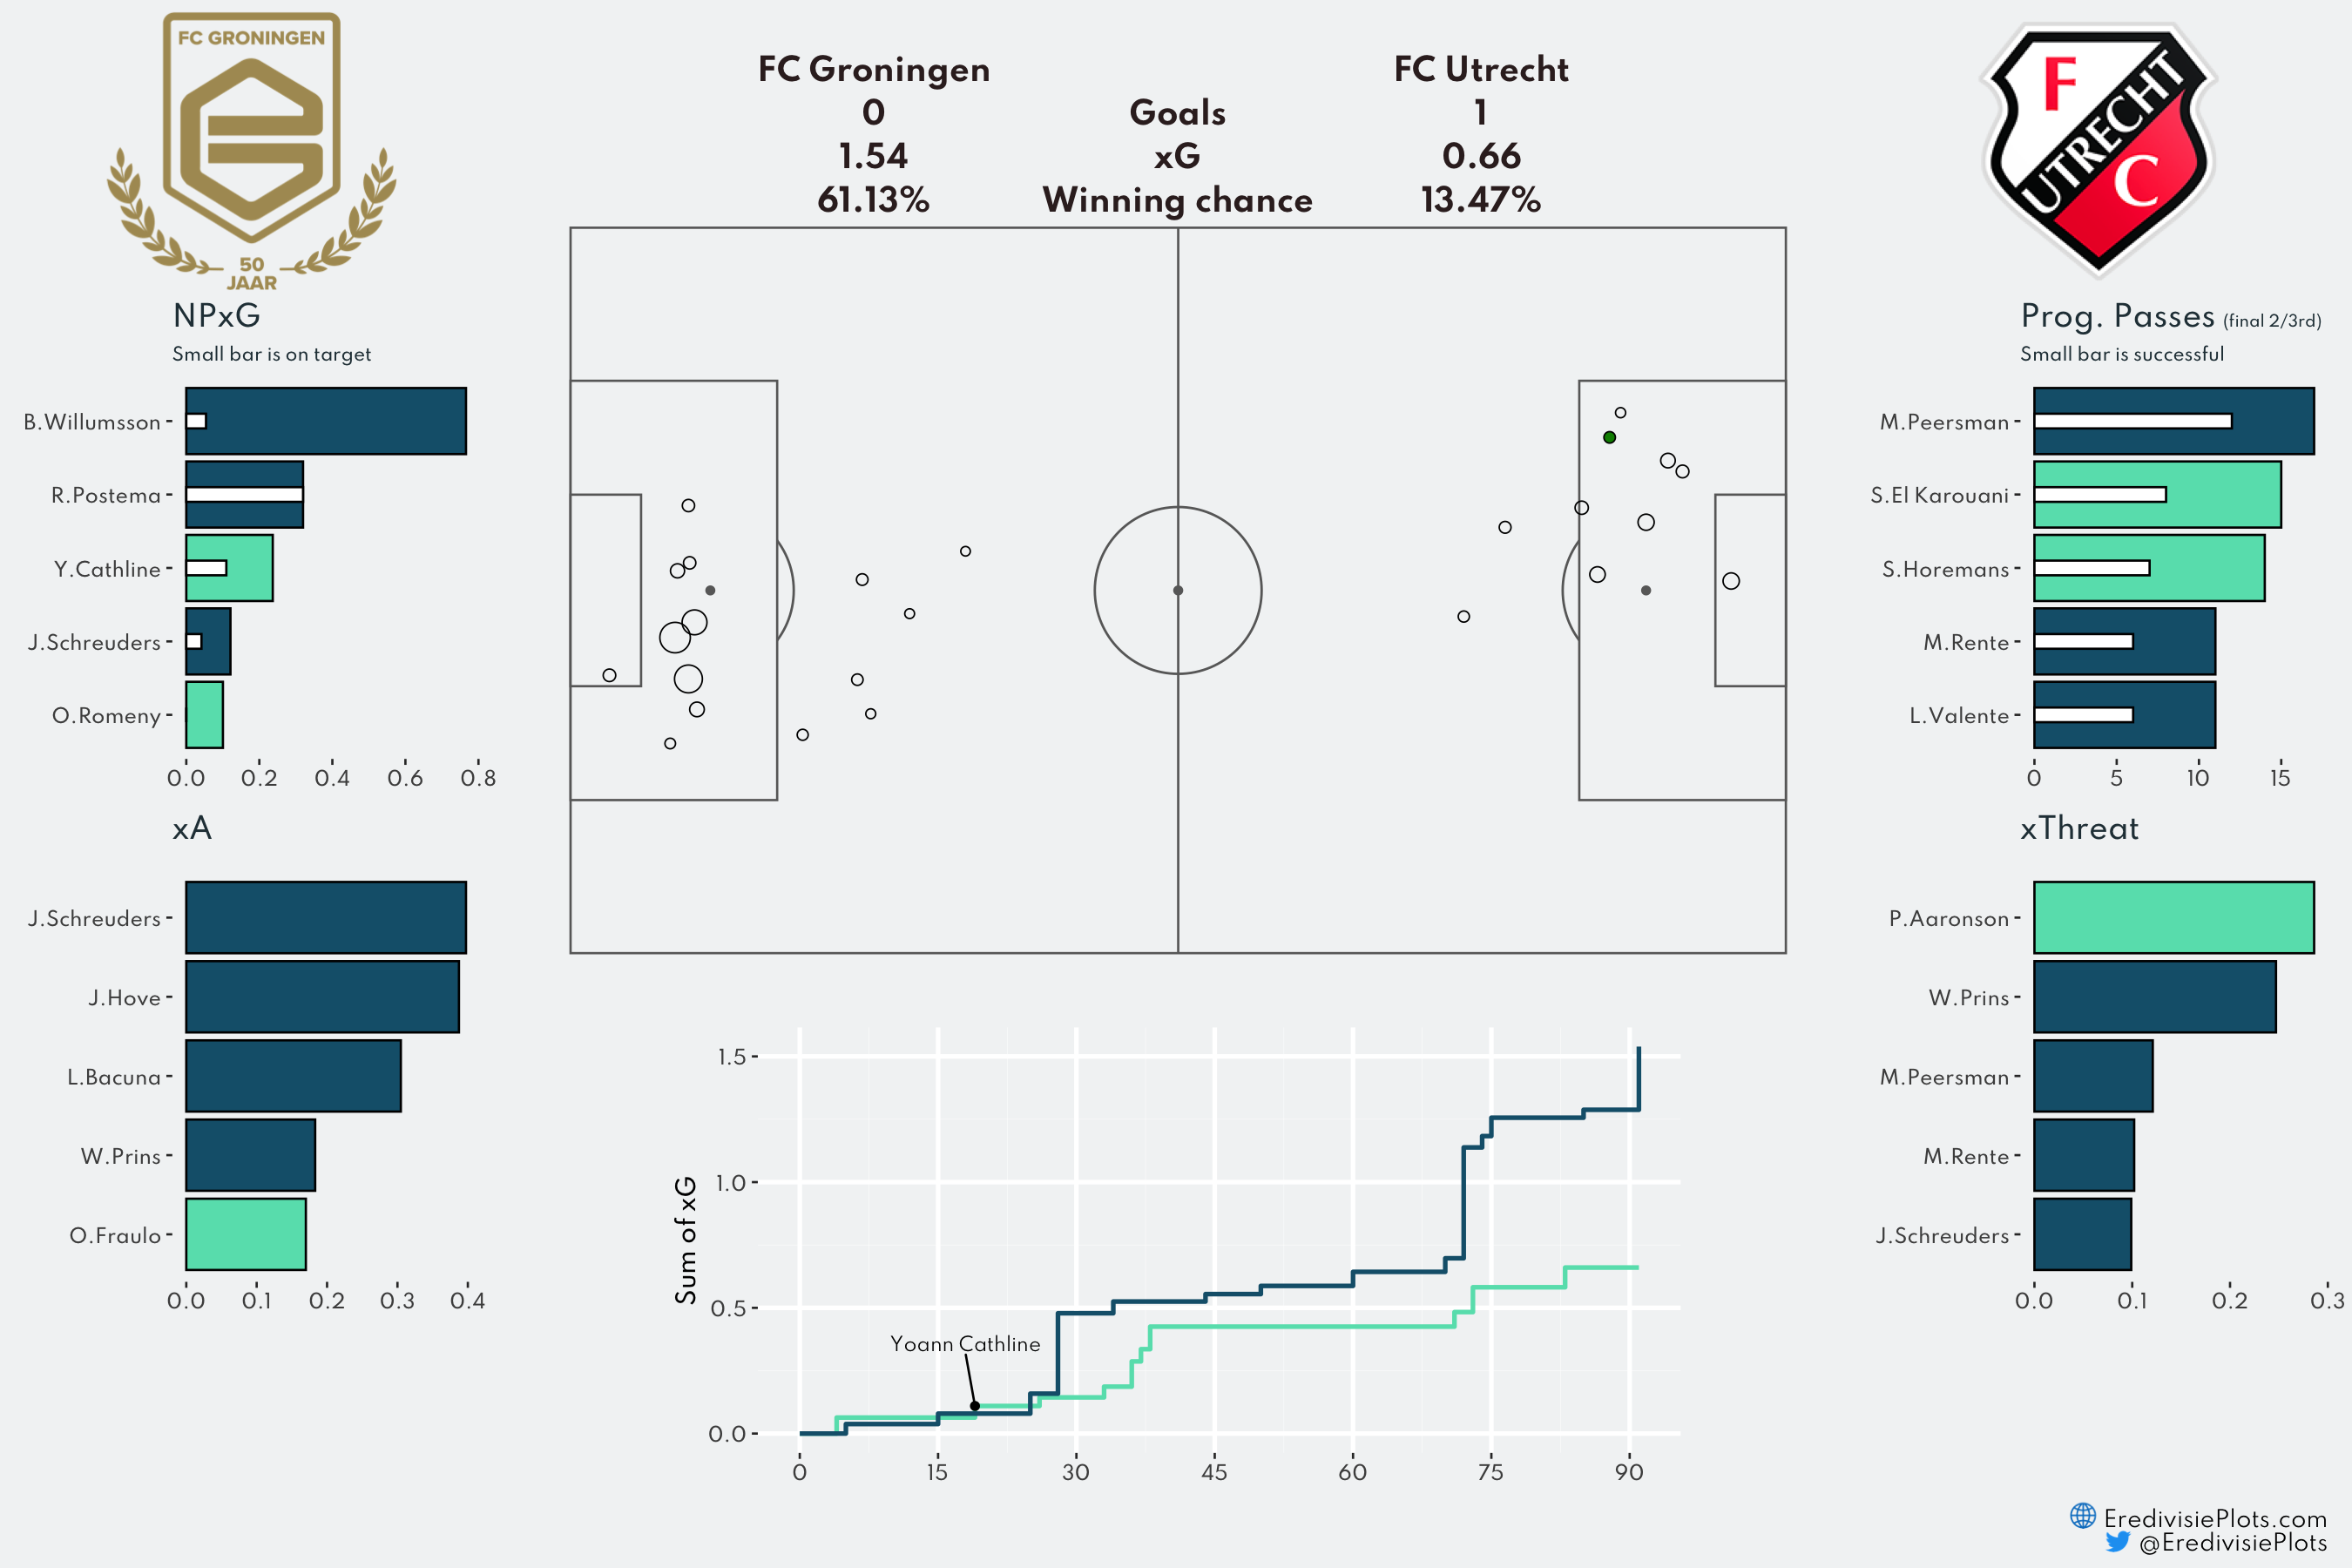 FC GRONINGEN
50
JAAR
FC Groningen
FC Utrecht
0 Goals 1
1.54 xG 0.66
61.13% Winning chance 13.47%
F
UTRECHT
C
NPxG
Small bar is on target
B.Willumsson
R.Postema
Y.Cathline
J.Schreuders
O.Romeny
0.0 0.2 0.4 0.6 0.8
xA
J.Schreuders
J.Hove
L.Bacuna
W.Prins
O.Fraulo
0.0 0.1 0.2 0.3 0.4
Sum of xG
1.5
1.0
0.5
0.0
Yoann Cathline
0 15 30 45 60 75 90
Prog. Passes (final 2/3rd)
Small bar is successful
M.Peersman
S.El Karouani
S.Horemans
M.Rente
L.Valente
0 5 10 15
xThreat
P.Aaronson
W.Prins
M.Peersman
M.Rente
J.Schreuders
0.0 0.1 0.2 0.3
EredivisiePlots.com
@EredivisiePlots